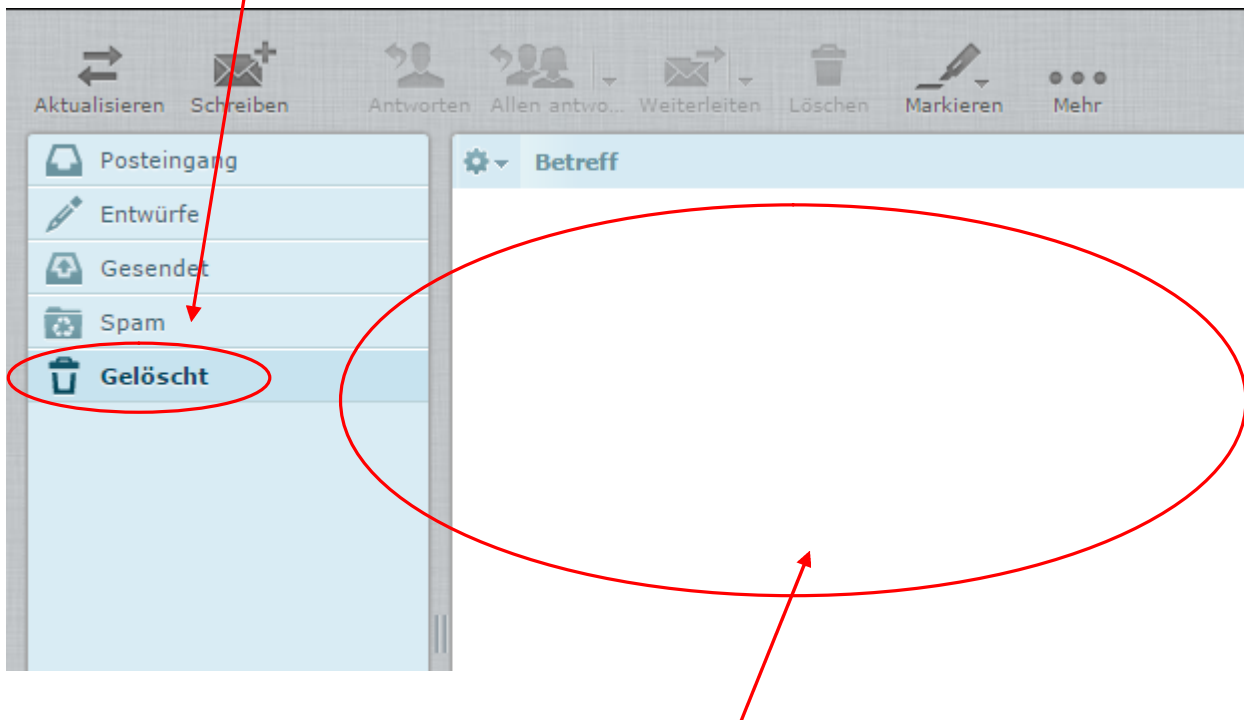 Aktualisieren Schreiben Antworten Allen antwo... Weiterleiten Löschen Markieren Mehr
Posteingang
Betreff
Entwürfe
Gesendet
Spam
Gelöscht